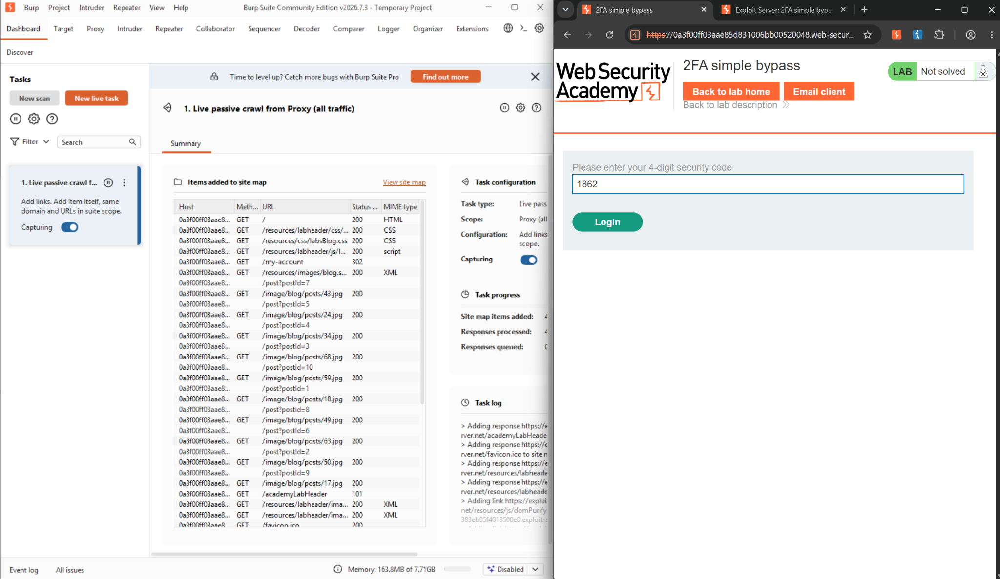 Burp Project Intruder Repeater View Help Burp Suite Community Edition v2026.7.3 - Temporary Project
Dashboard Target Proxy Intruder Repeater Collaborator Sequencer Decoder Comparer Logger Organizer Extensions
Discover
Tasks
New scan New live task
Filter Search
1. Live passive crawl f...
Add links. Add item itself, same
domain and URLs in suite scope.
Capturing
Time to level up? Catch more bugs with Burp Suite Pro Find out more
1. Live passive crawl from Proxy (all traffic)
Summary
Items added to site map View site map
Host Meth... URL Status ... MIME type
0a3f00ff03aae8... GET / 200 HTML
0a3f00ff03aae8... GET /resources/labheader/css/... 200 CSS
0a3f00ff03aae8... GET /resources/css/labsBlog.css 200 CSS
0a3f00ff03aae8... GET /resources/labheader/js/l... 200 script
0a3f00ff03aae8... GET /my-account 302
0a3f00ff03aae8... GET /resources/images/blog.s... 200 XML
0a3f00ff03aae8... /post?postId=7
0a3f00ff03aae8... GET /image/blog/posts/43.jpg 200
0a3f00ff03aae8... /post?postId=5
0a3f00ff03aae8... GET /image/blog/posts/24.jpg 200
0a3f00ff03aae8... /post?postId=4
0a3f00ff03aae8... GET /image/blog/posts/34.jpg 200
0a3f00ff03aae8... /post?postId=3
0a3f00ff03aae8... GET /image/blog/posts/68.jpg 200
0a3f00ff03aae8... /post?postId=10
0a3f00ff03aae8... GET /image/blog/posts/59.jpg 200
0a3f00ff03aae8... /post?postId=1
0a3f00ff03aae8... GET /image/blog/posts/18.jpg 200
0a3f00ff03aae8... /post?postId=8
0a3f00ff03aae8... GET /image/blog/posts/49.jpg 200
0a3f00ff03aae8... /post?postId=6
0a3f00ff03aae8... GET /image/blog/posts/63.jpg 200
0a3f00ff03aae8... /post?postId=2
0a3f00ff03aae8... GET /image/blog/posts/50.jpg 200
0a3f00ff03aae8... /post?postId=9
0a3f00ff03aae8... GET /image/blog/posts/17.jpg 200
0a3f00ff03aae8... GET /academyLabHeader 101
0a3f00ff03aae8... GET /resources/labheader/ima... 200 XML
0a3f00ff03aae8... GET /resources/labheader/ima... 200 XML
0a3f00ff03aae8... GET /favicon.ico 200
Task configuration
Task type: Live pass
Scope: Proxy (all
Configuration: Add links
scope.
Capturing
Task progress
Site map items added: 4
Responses processed: 4
Responses queued: 0
Task log
> Adding response https://e
rver.net/academyLabHeade
> Adding response https://e
rver.net/favicon.ico to site m
> Adding response https://e
rver.net/resources/labheade
> Adding response https://e
rver.net/resources/labheade
> Adding link https://exploi
net/resources/js/domPurify
383eb05f4018500e0.exploit-s
Event log All issues Memory: 163.8MB of 7.71GB Disabled
2FA simple bypass Exploit Server: 2FA simple bypa
https://0a3f00ff03aae85d831006bb00520048.web-secur...
Web Security
Academy
2FA simple bypass
LAB Not solved
Back to lab home Email client
Back to lab description
Please enter your 4-digit security code
1862
Login